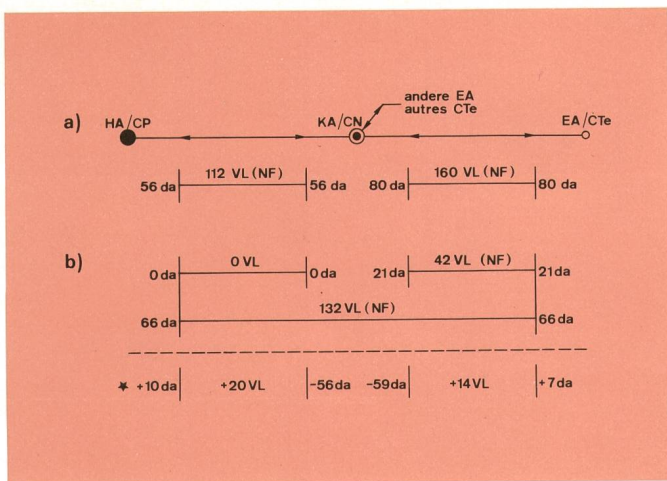 andere EA
autres CTe
a) HA/CP KA/CN EA/CTe
56 da 112 VL (NF) 56 da 80 da 160 VL (NF) 80 da
b) 0 da 0 VL 0 da 21 da 42 VL (NF) 21 da
66 da 132 VL (NF) 66 da
* +10 da +20 VL -56 da -59 da +14 VL +7 da